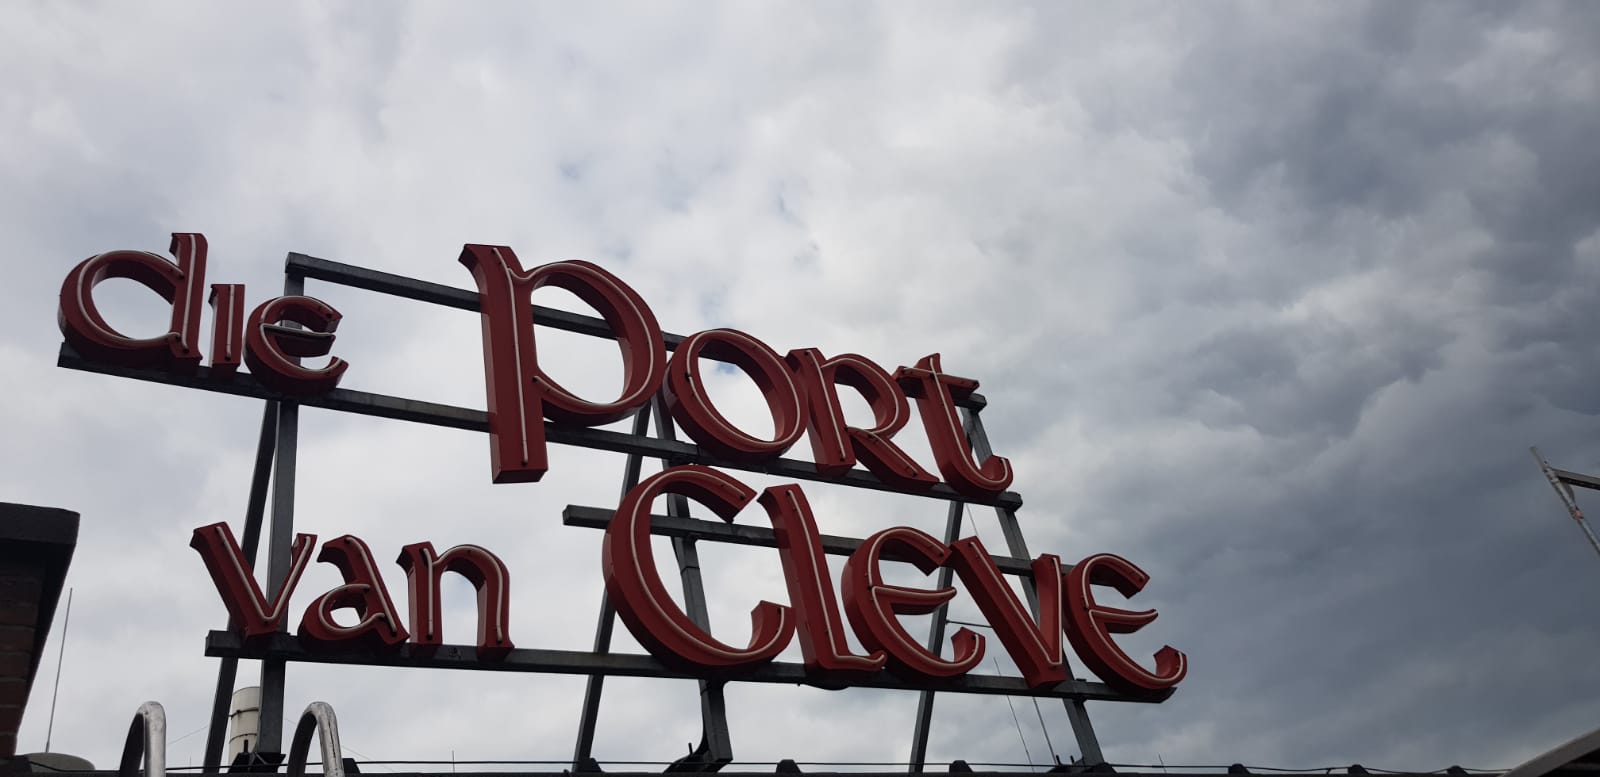 die Port
van Cleve